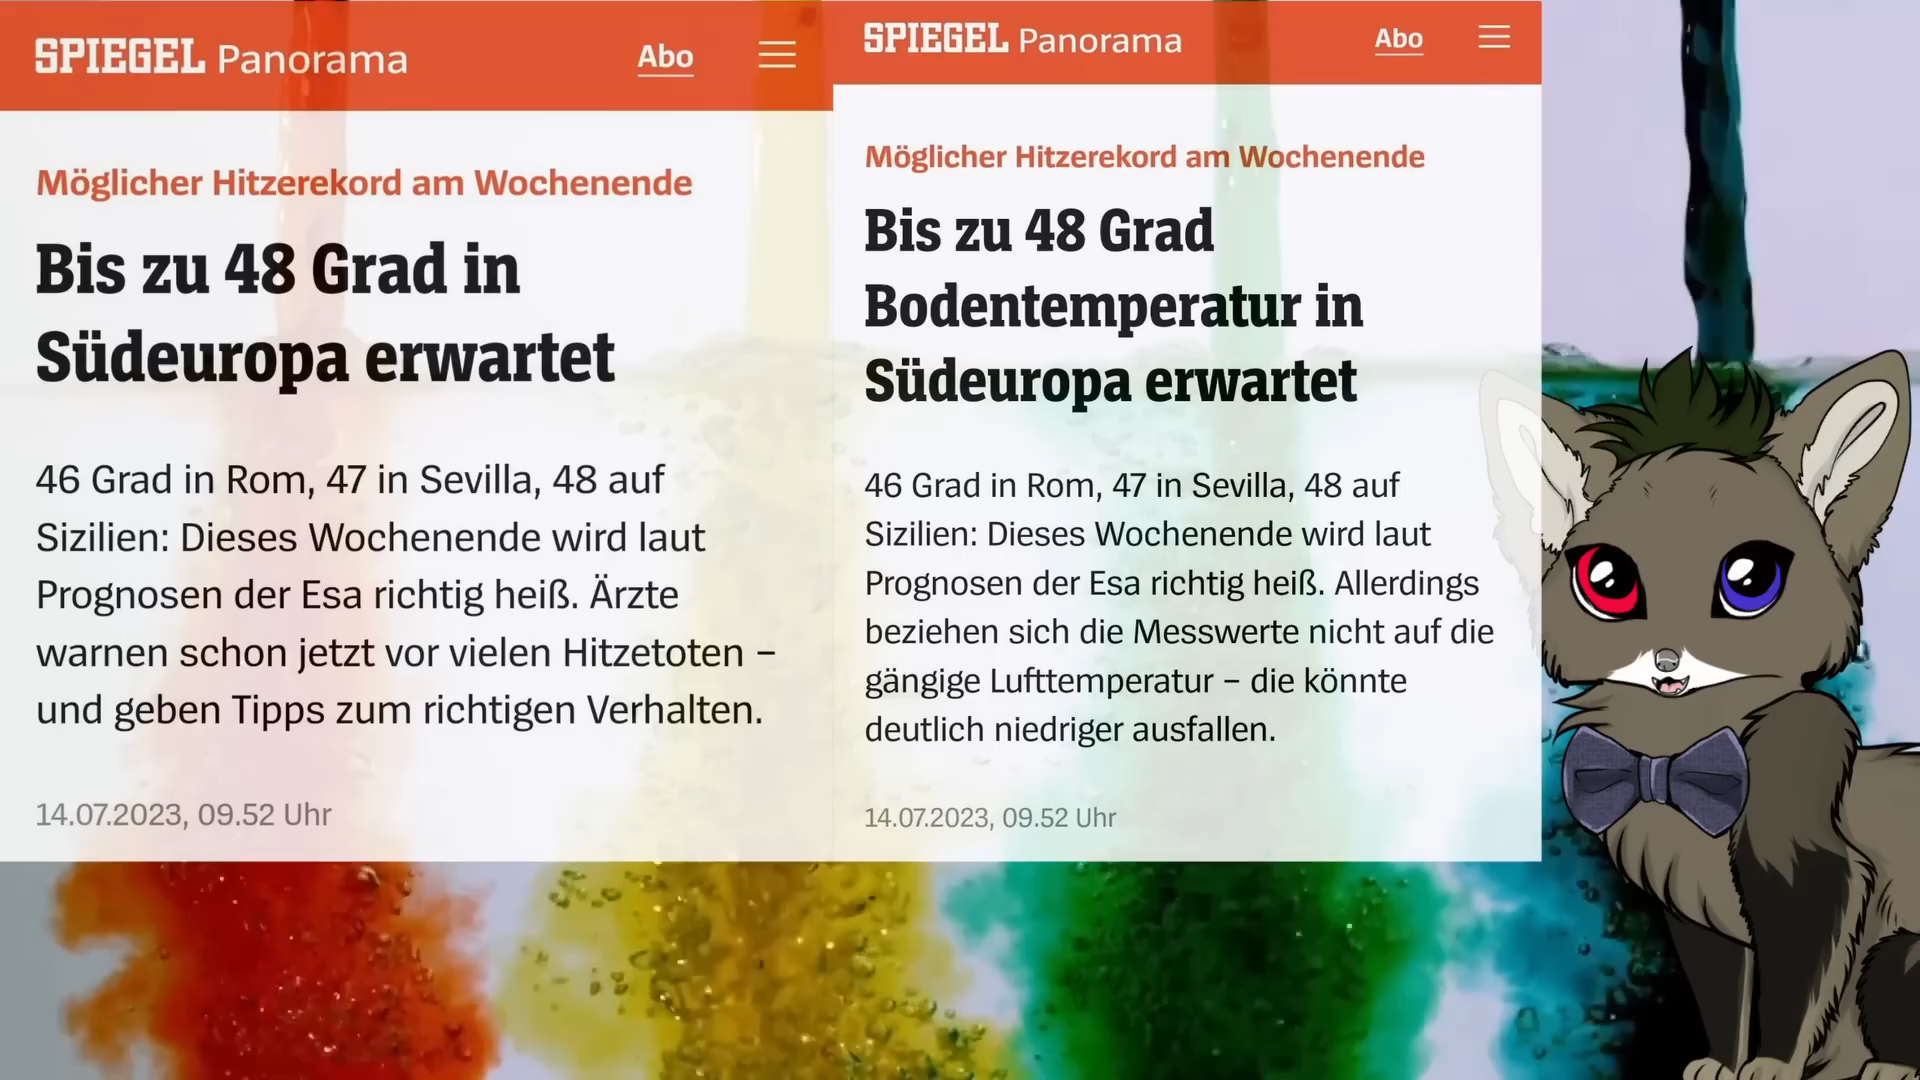 SPIEGEL Panorama
Abo
Möglicher Hitzerekord am Wochenende
Bis zu 48 Grad in
Südeuropa erwartet
46 Grad in Rom, 47 in Sevilla, 48 auf
Sizilien: Dieses Wochenende wird laut
Prognosen der Esa richtig heiß. Ärzte
warnen schon jetzt vor vielen Hitzetoten –
und geben Tipps zum richtigen Verhalten.
14.07.2023, 09.52 Uhr
SPIEGEL Panorama
Abo
Möglicher Hitzerekord am Wochenende
Bis zu 48 Grad
Bodentemperatur in
Südeuropa erwartet
46 Grad in Rom, 47 in Sevilla, 48 auf
Sizilien: Dieses Wochenende wird laut
Prognosen der Esa richtig heiß. Allerdings
beziehen sich die Messwerte nicht auf die
gängige Lufttemperatur – die könnte
deutlich niedriger ausfallen.
14.07.2023, 09.52 Uhr